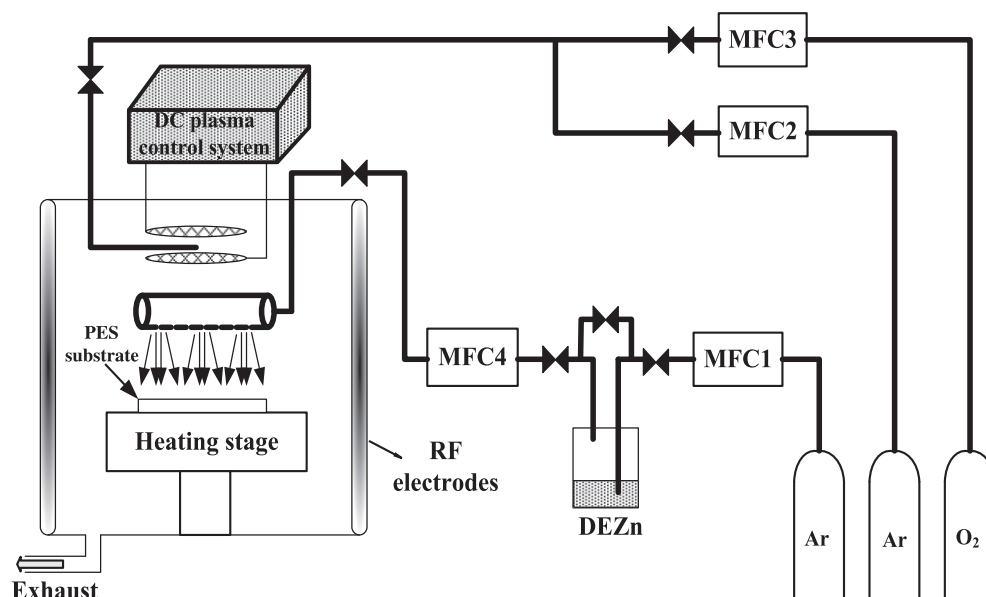 MFC3
DC plasma
control system
MFC2
PES
substrate
MFC4
MFC1
Heating stage
RF
electrodes
DEZn
Ar
Ar
O₂
Exhaust